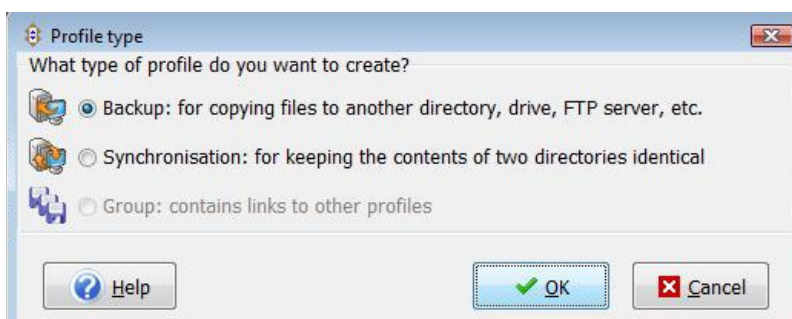 Profile type
What type of profile do you want to create?
Backup: for copying files to another directory, drive, FTP server, etc.
Synchronisation: for keeping the contents of two directories identical
Group: contains links to other profiles
Help
OK
Cancel